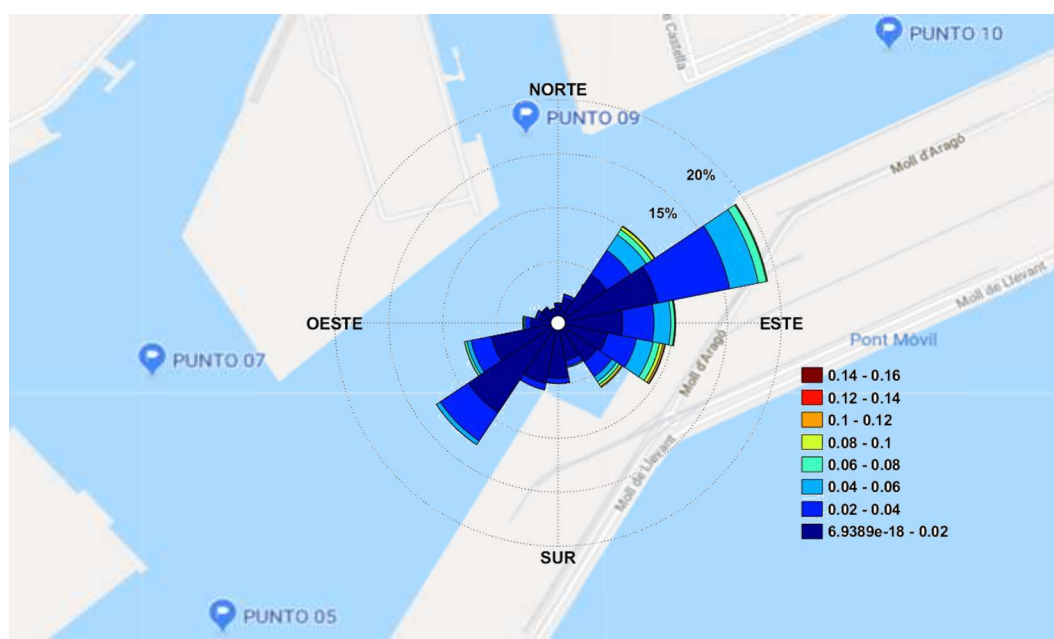 PUNTO 10
de Castella
NORTE
PUNTO 09
Moll d'Aragó
20%
15%
Moll de Llevant
OESTE
ESTE
Pont Mòvil
PUNTO 07
Moll d'Aragó
0.14 - 0.16
0.12 - 0.14
0.1 - 0.12
0.08 - 0.1
0.06 - 0.08
0.04 - 0.06
0.02 - 0.04
6.9389e-18 - 0.02
Moll de Llevant
SUR
PUNTO 05